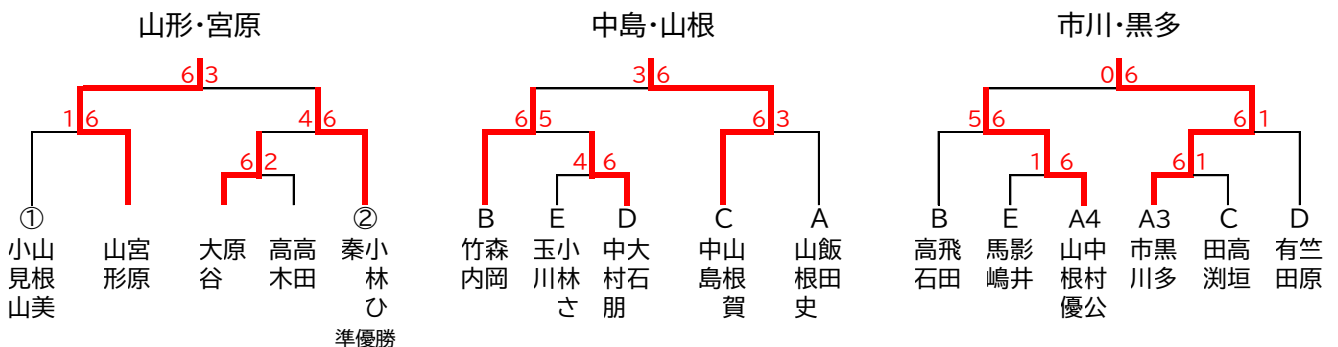 山形・宮原
中島・山根
市川・黒多
6 3
3 6
0 6
1 6
4 6
6 5
6 3
5 6
6 1
6 2
4 6
1 6
6 1
①
②
B
E
D
C
A
B
E
A4
A3
C
D
小見山
山根美
山形
宮原
大谷
原
高木
高田
秦
小林ひ
竹内
森岡
玉川
小林さ
中村朋
大石
中島
山根賀
山根史
飯田
高石
飛田
馬嶋
影井
山根優
中村公
市川
黒多
田渕
高垣
有田
竺原
準優勝